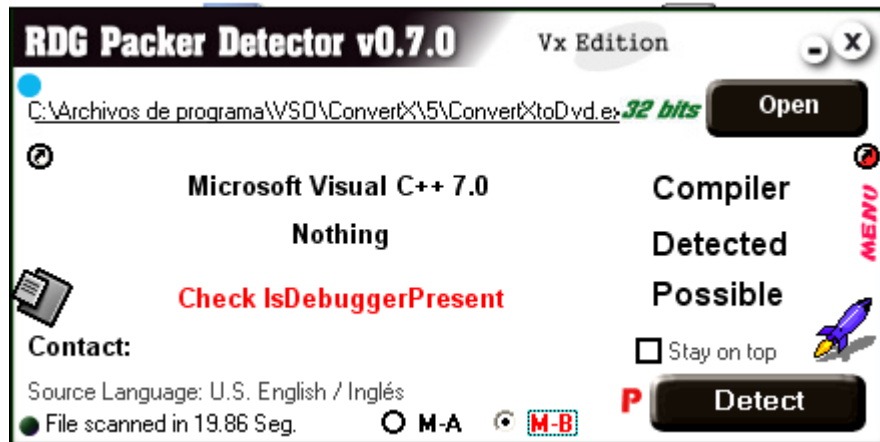 RDG Packer Detector v0.7.0 Vx Edition
C:\Archivos de programa\VSO\ConvertX\5\ConvertXtoDvd.ex 32 bits Open
Microsoft Visual C++ 7.0 Compiler
MENU
Nothing Detected
Check IsDebuggerPresent Possible
Contact: Stay on top
Source Language: U.S. English / Inglés P Detect
File scanned in 19.86 Seg. M-A M-B